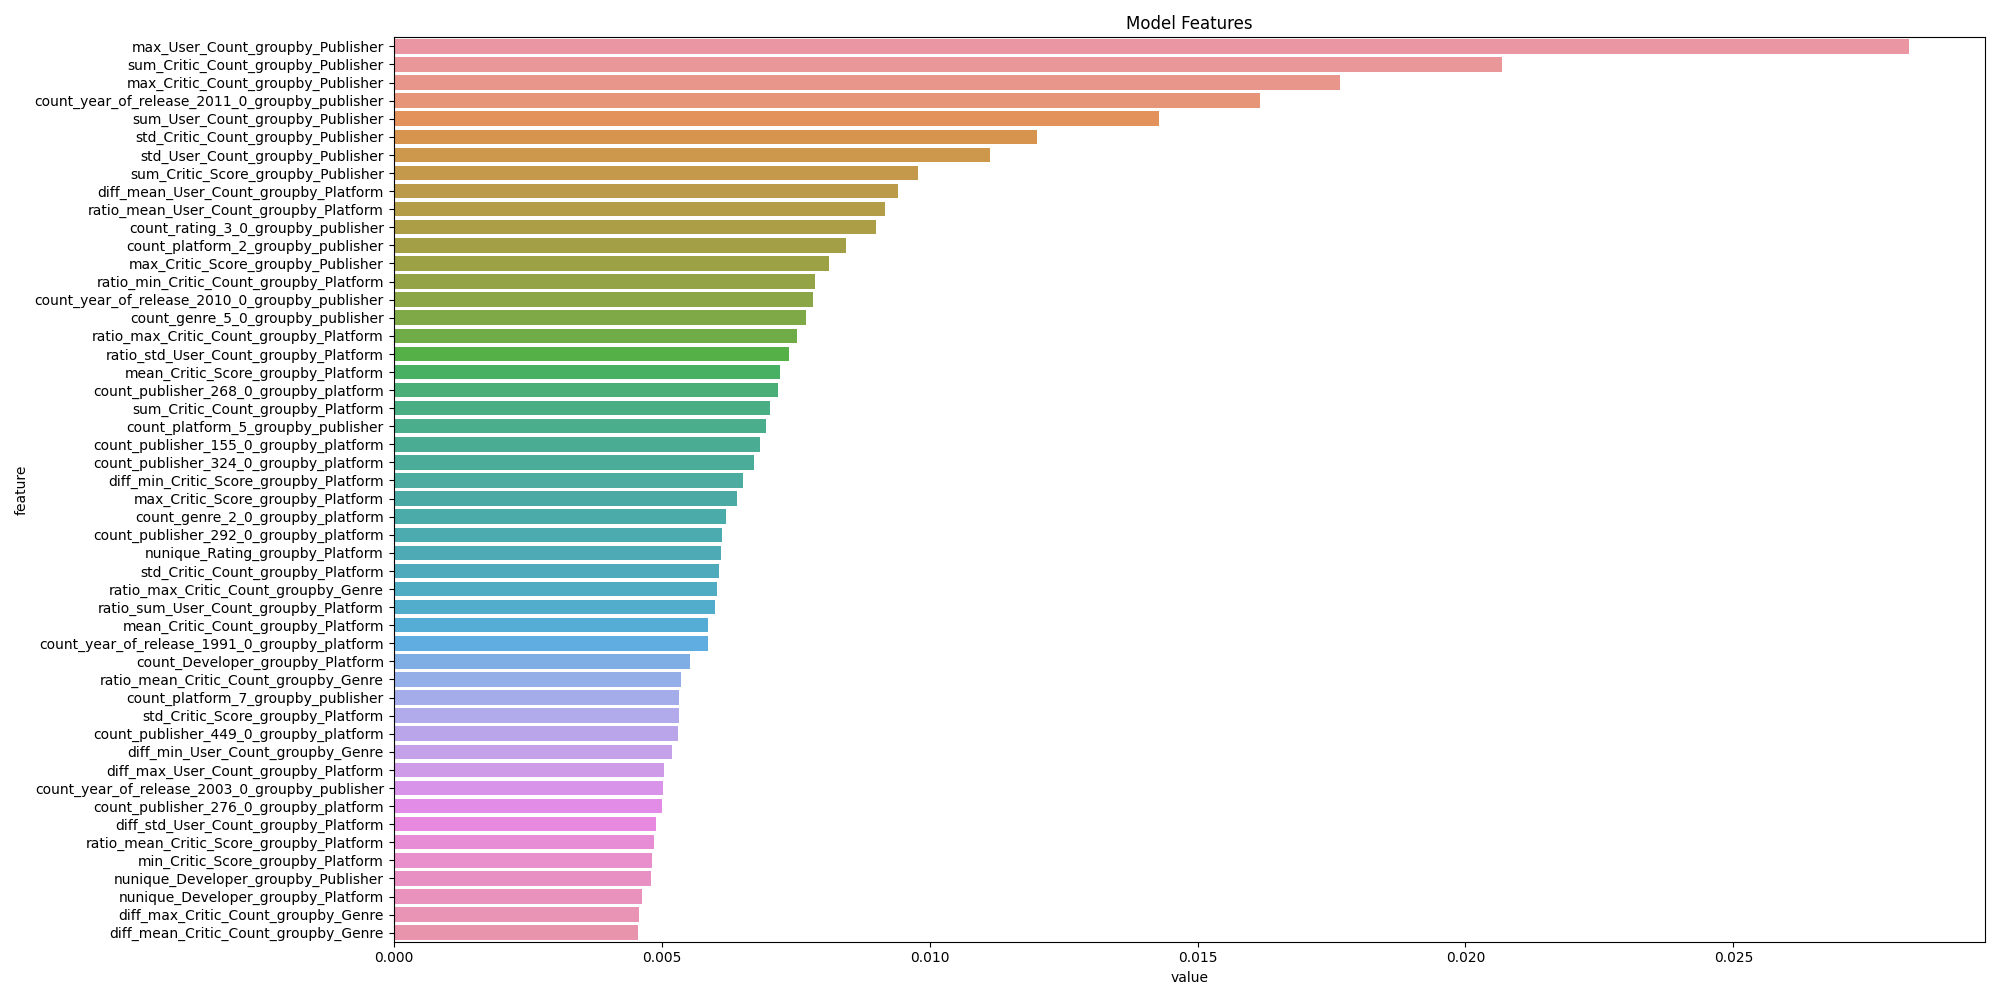 Model Features
max_User_Count_groupby_Publisher
sum_Critic_Count_groupby_Publisher
max_Critic_Count_groupby_Publisher
count_year_of_release_2011_0_groupby_publisher
sum_User_Count_groupby_Publisher
std_Critic_Count_groupby_Publisher
std_User_Count_groupby_Publisher
sum_Critic_Score_groupby_Publisher
diff_mean_User_Count_groupby_Platform
ratio_mean_User_Count_groupby_Platform
count_rating_3_0_groupby_publisher
count_platform_2_groupby_publisher
max_Critic_Score_groupby_Publisher
ratio_min_Critic_Count_groupby_Platform
count_year_of_release_2010_0_groupby_publisher
count_genre_5_0_groupby_publisher
ratio_max_Critic_Count_groupby_Platform
ratio_std_User_Count_groupby_Platform
mean_Critic_Score_groupby_Platform
count_publisher_268_0_groupby_platform
sum_Critic_Count_groupby_Platform
count_platform_5_groupby_publisher
count_publisher_155_0_groupby_platform
count_publisher_324_0_groupby_platform
diff_min_Critic_Score_groupby_Platform
max_Critic_Score_groupby_Platform
count_genre_2_0_groupby_platform
count_publisher_292_0_groupby_platform
nunique_Rating_groupby_Platform
std_Critic_Count_groupby_Platform
ratio_max_Critic_Count_groupby_Genre
ratio_sum_User_Count_groupby_Platform
mean_Critic_Count_groupby_Platform
count_year_of_release_1991_0_groupby_platform
count_Developer_groupby_Platform
ratio_mean_Critic_Count_groupby_Genre
count_platform_7_groupby_publisher
std_Critic_Score_groupby_Platform
count_publisher_449_0_groupby_platform
diff_min_User_Count_groupby_Genre
diff_max_User_Count_groupby_Platform
count_year_of_release_2003_0_groupby_publisher
count_publisher_276_0_groupby_platform
diff_std_User_Count_groupby_Platform
ratio_mean_Critic_Score_groupby_Platform
min_Critic_Score_groupby_Platform
nunique_Developer_groupby_Publisher
nunique_Developer_groupby_Platform
diff_max_Critic_Count_groupby_Genre
diff_mean_Critic_Count_groupby_Genre
feature
0.000 0.005 0.010 0.015 0.020 0.025
value